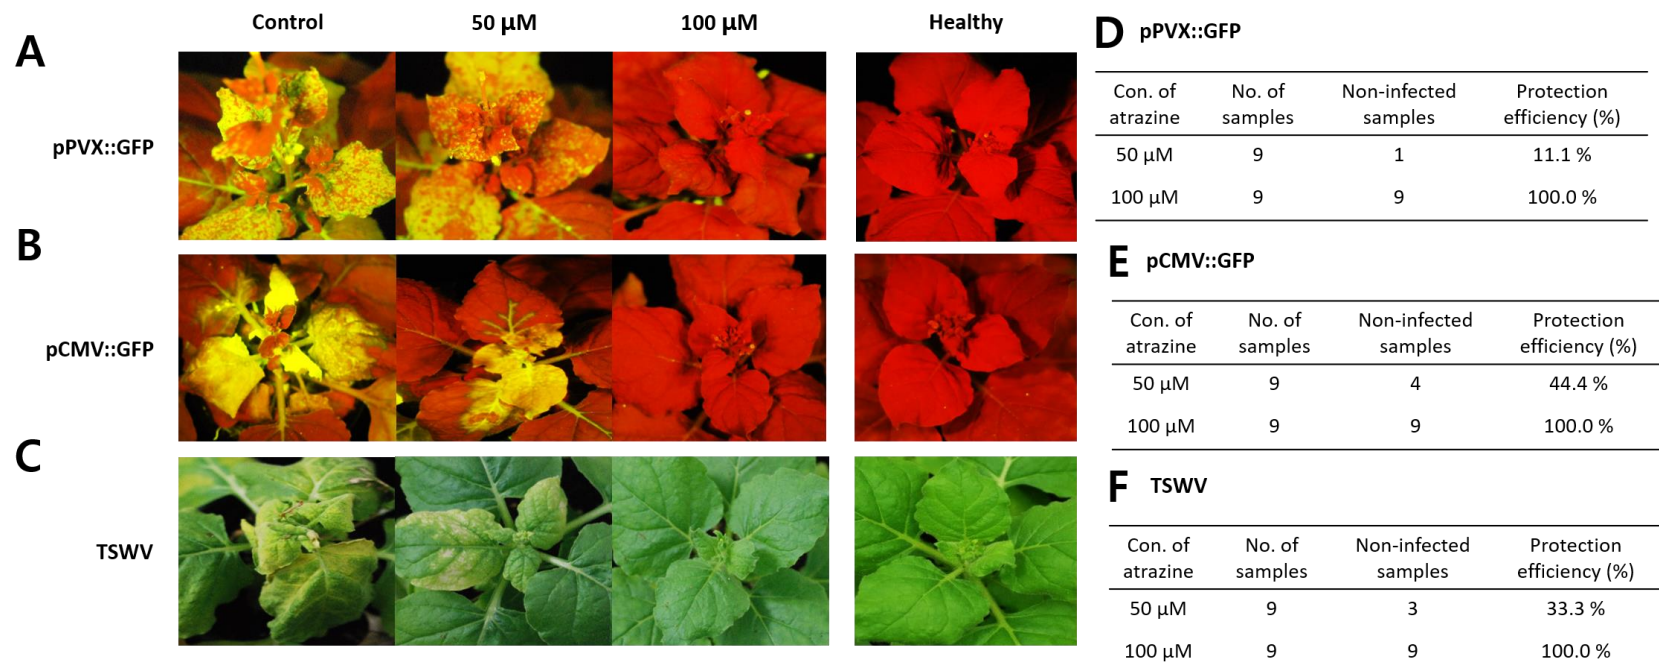 Control 50 μM 100 μM Healthy
A
pPVX::GFP
B
pCMV::GFP
C
TSWV
D pPVX::GFP
Con. of No. of Non-infected Protection
atrazine samples samples efficiency (%)
50 μM 9 1 11.1 %
100 μM 9 9 100.0 %
E pCMV::GFP
Con. of No. of Non-infected Protection
atrazine samples samples efficiency (%)
50 μM 9 4 44.4 %
100 μM 9 9 100.0 %
F TSWV
Con. of No. of Non-infected Protection
atrazine samples samples efficiency (%)
50 μM 9 3 33.3 %
100 μM 9 9 100.0 %